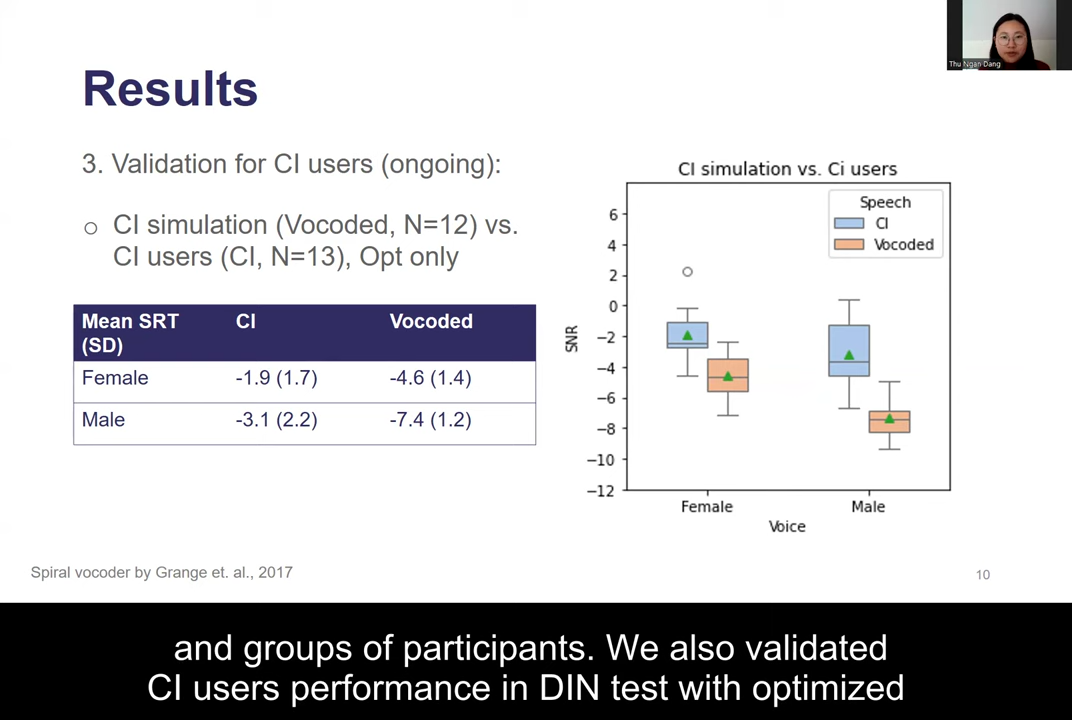 Thu Ngan Dang
Results
3. Validation for CI users (ongoing):
o CI simulation (Vocoded, N=12) vs.
CI users (CI, N=13), Opt only
Mean SRT (SD) CI Vocoded
Female -1.9 (1.7) -4.6 (1.4)
Male -3.1 (2.2) -7.4 (1.2)
CI simulation vs. Ci users
Speech
CI
Vocoded
6
4
2
0
−2
−4
−6
−8
−10
−12
SNR
Female Male
Voice
Spiral vocoder by Grange et. al., 2017
10
and groups of participants. We also validated
CI users performance in DIN test with optimized